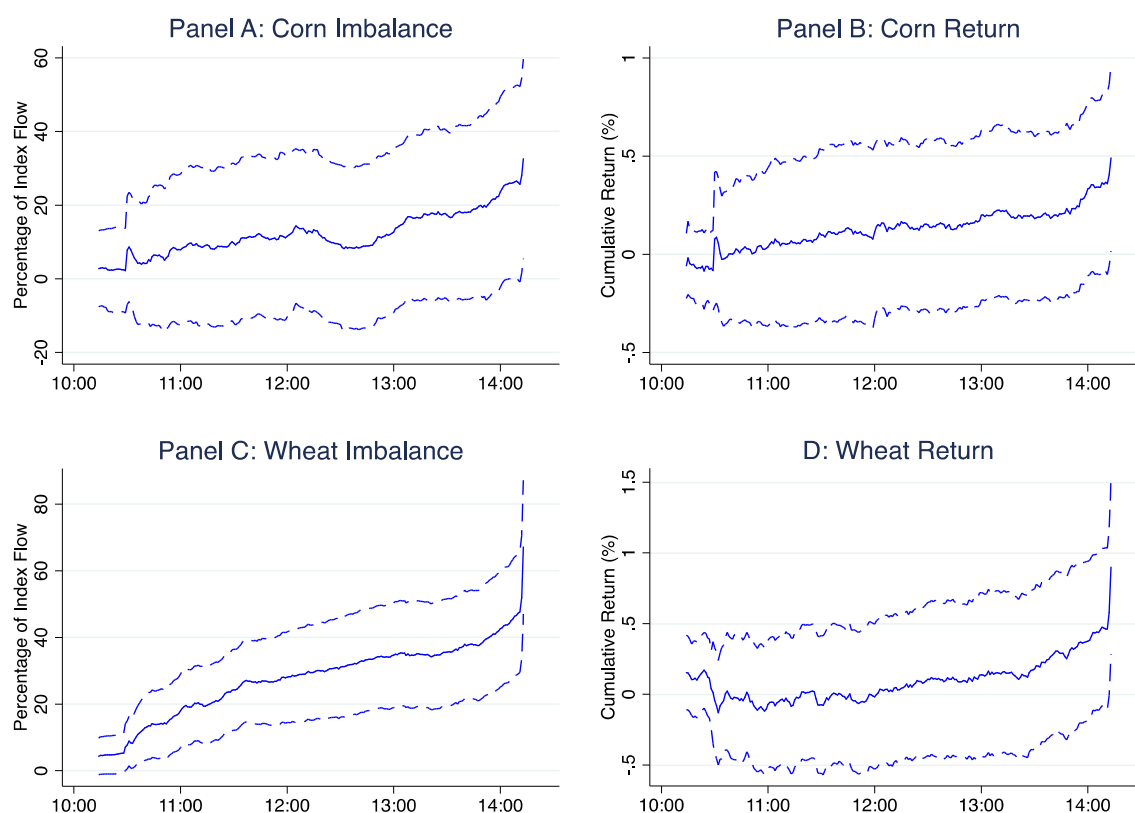 Panel A: Corn Imbalance
Percentage of Index Flow
60
40
20
0
-20
10:00 11:00 12:00 13:00 14:00
Panel B: Corn Return
Cumulative Return (%)
1
.5
0
-.5
10:00 11:00 12:00 13:00 14:00
Panel C: Wheat Imbalance
Percentage of Index Flow
80
60
40
20
0
10:00 11:00 12:00 13:00 14:00
D: Wheat Return
Cumulative Return (%)
1.5
1
.5
0
-.5
10:00 11:00 12:00 13:00 14:00